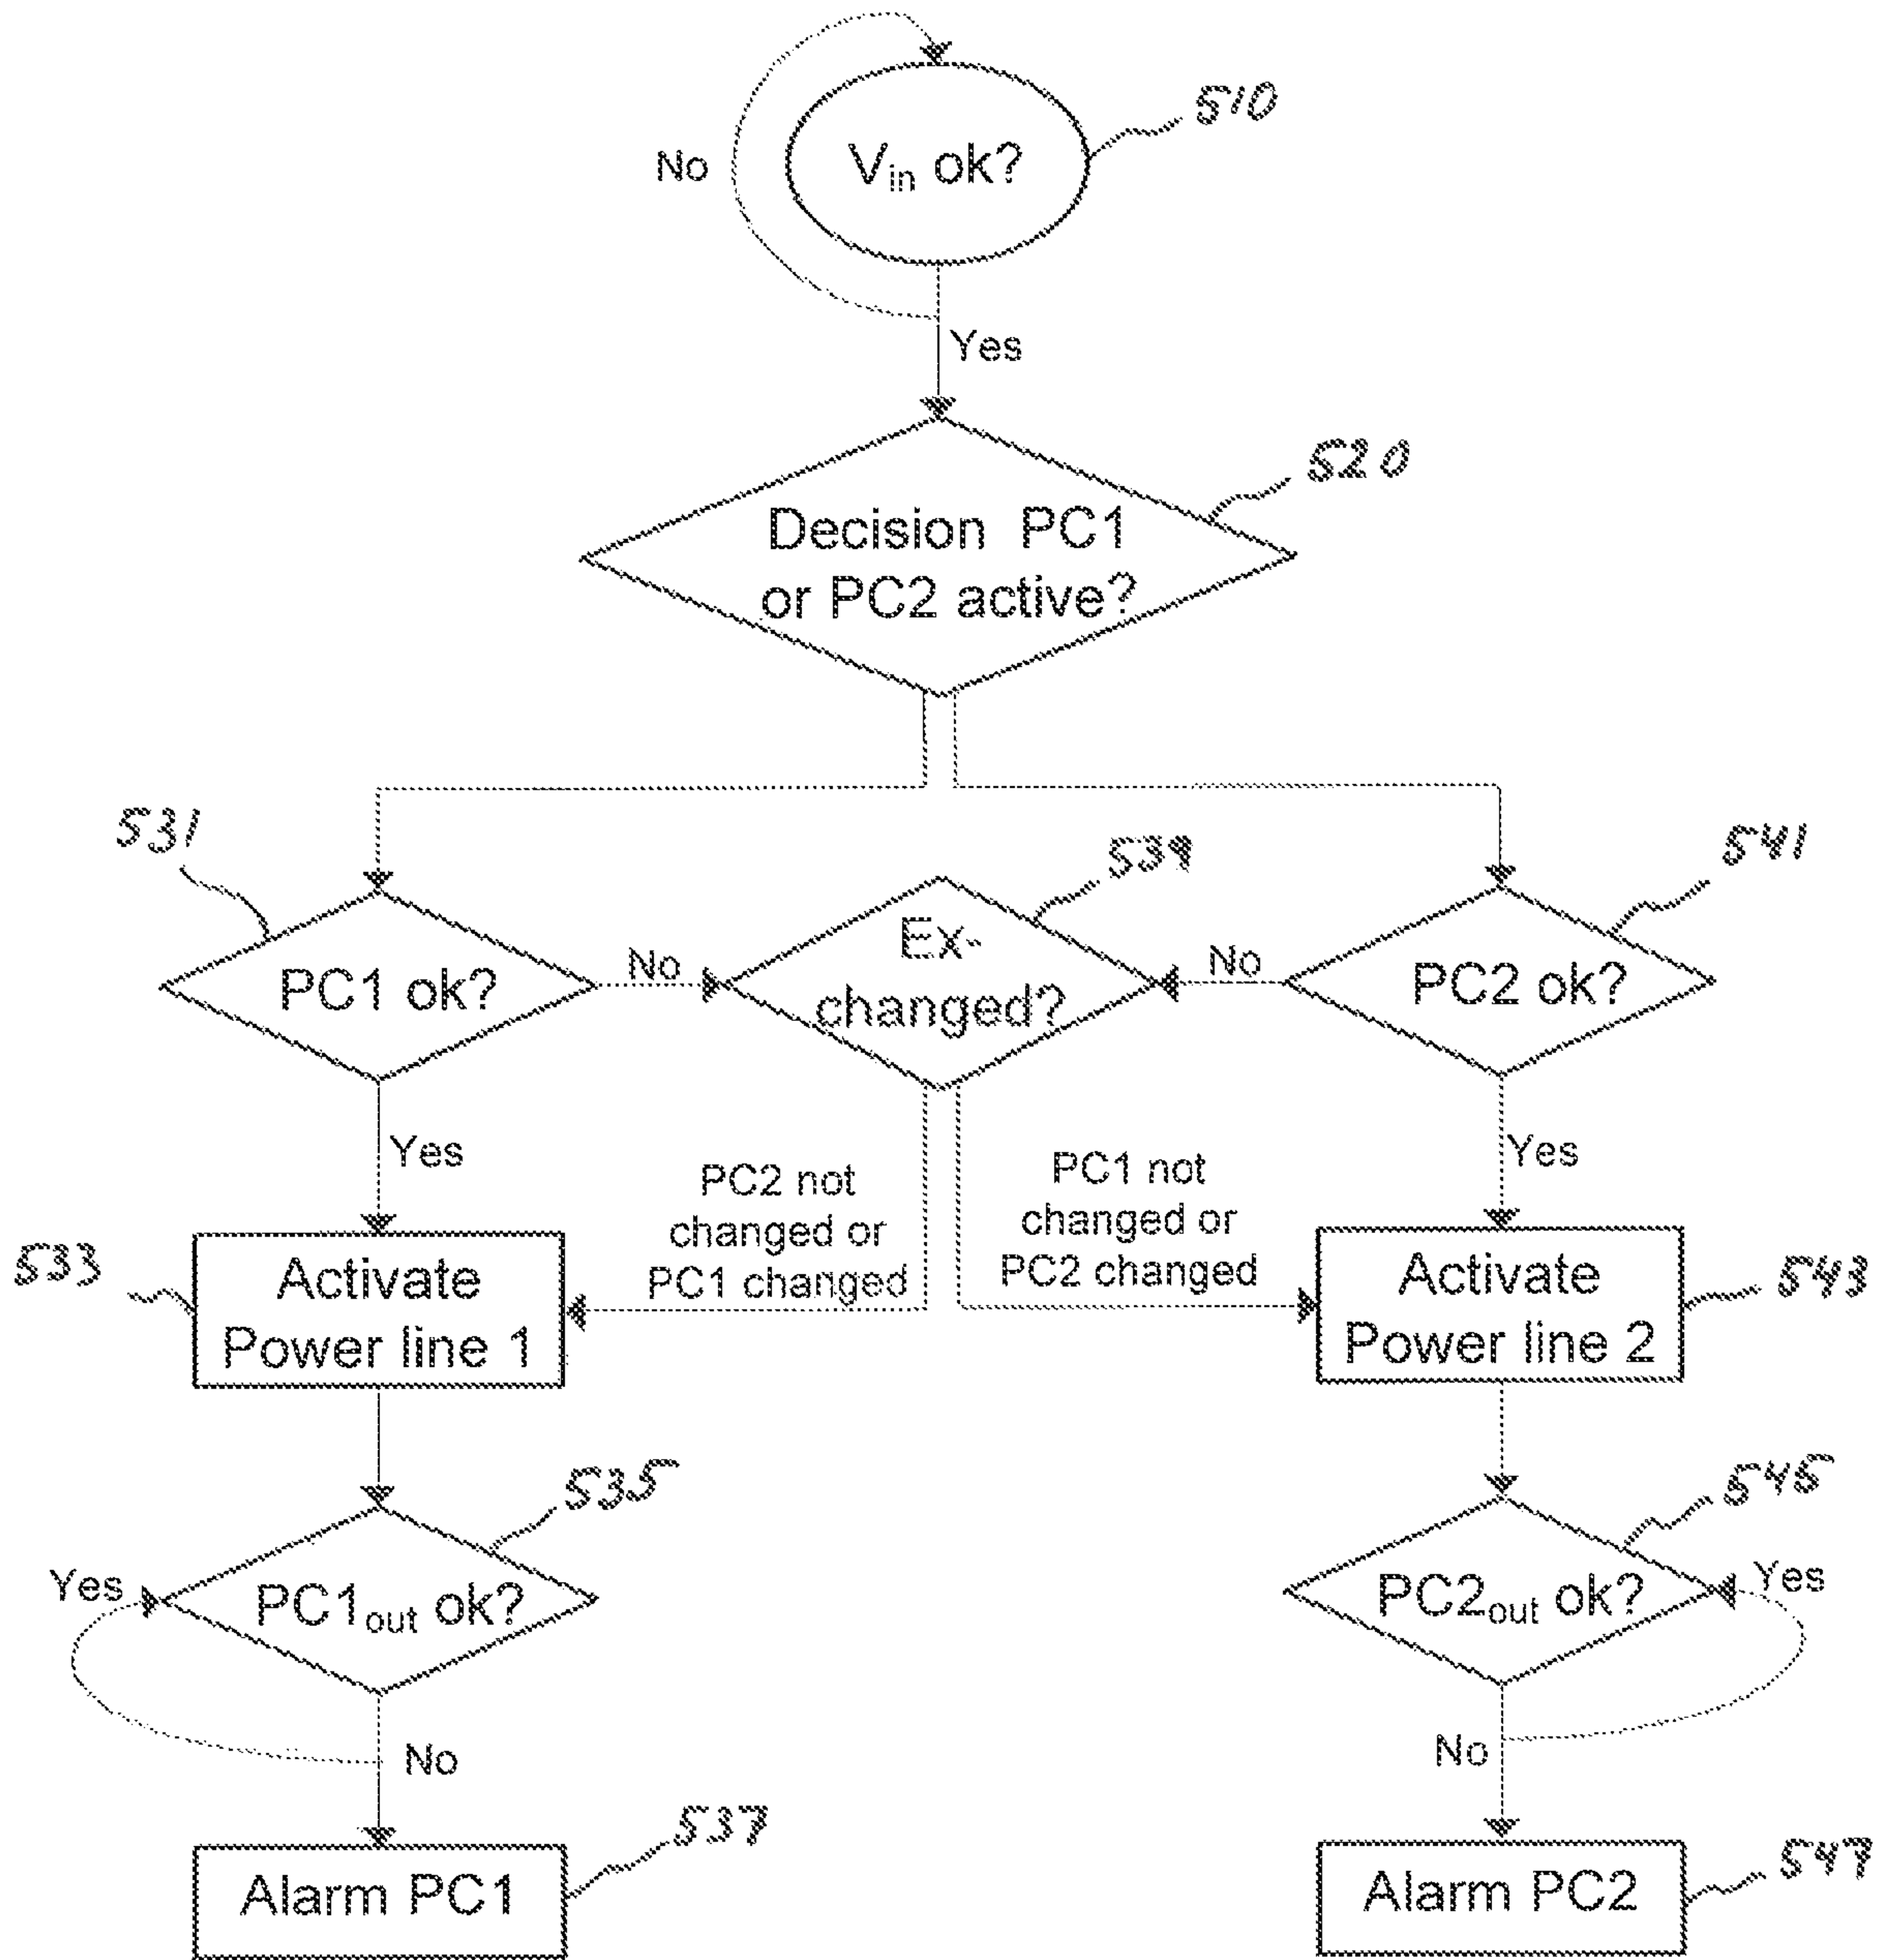 510
V_in ok?
No
Yes
520
Decision PC1
or PC2 active?
531
539
541
PC1 ok?
No
Ex-
changed?
No
PC2 ok?
Yes
PC2 not
changed or
PC1 changed
PC1 not
changed or
PC2 changed
Yes
533
Activate
Power line 1
Activate
Power line 2
543
535
545
Yes
PC1out ok?
PC2out ok?
Yes
No
No
537
Alarm PC1
Alarm PC2
547